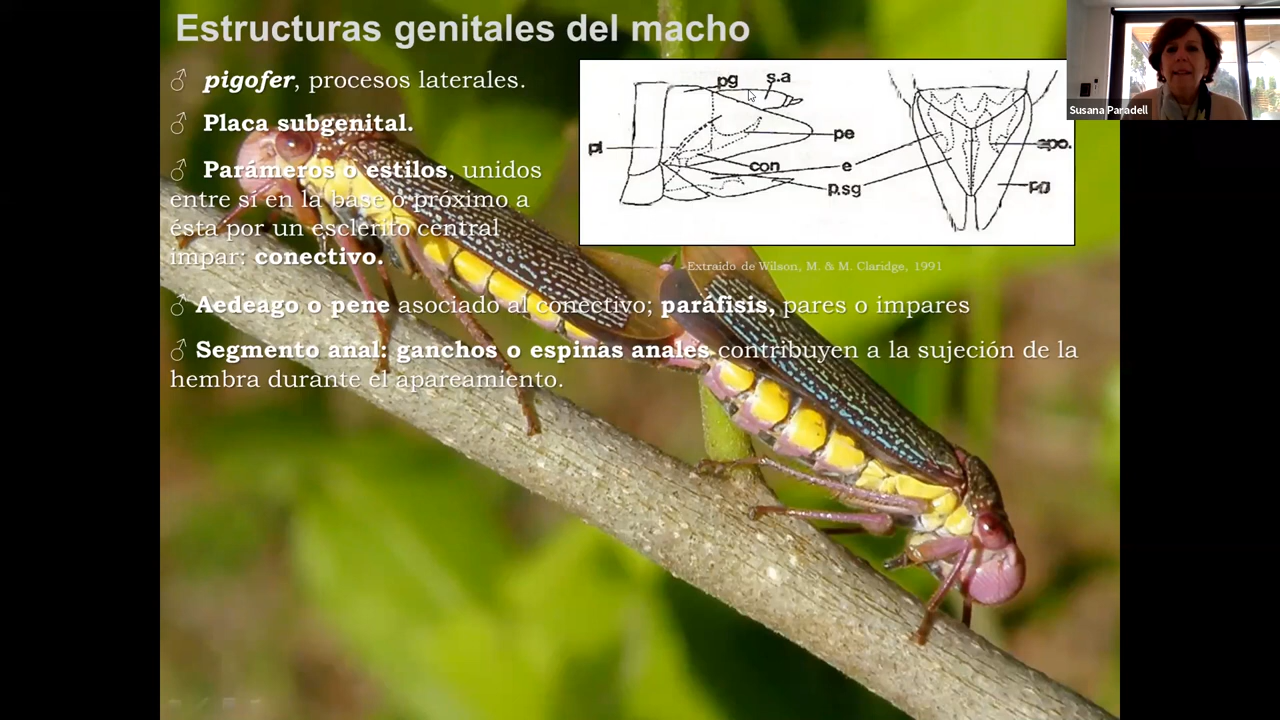 Estructuras genitales del macho
♂ pigofer, procesos laterales.
♂ Placa subgenital.
♂ Parámeros o estilos, unidos
entre sí en la base o próximo a
ésta por un esclerito central
impar: conectivo.
pg s.a
pl
pe
con
e
p.sg
apo.
pg
Susana Paradell
Extraido de Wilson, M. & M. Claridge, 1991
♂ Aedeago o pene asociado al conectivo; paráfisis, pares o impares
♂ Segmento anal: ganchos o espinas anales contribuyen a la sujeción de la
hembra durante el apareamiento.